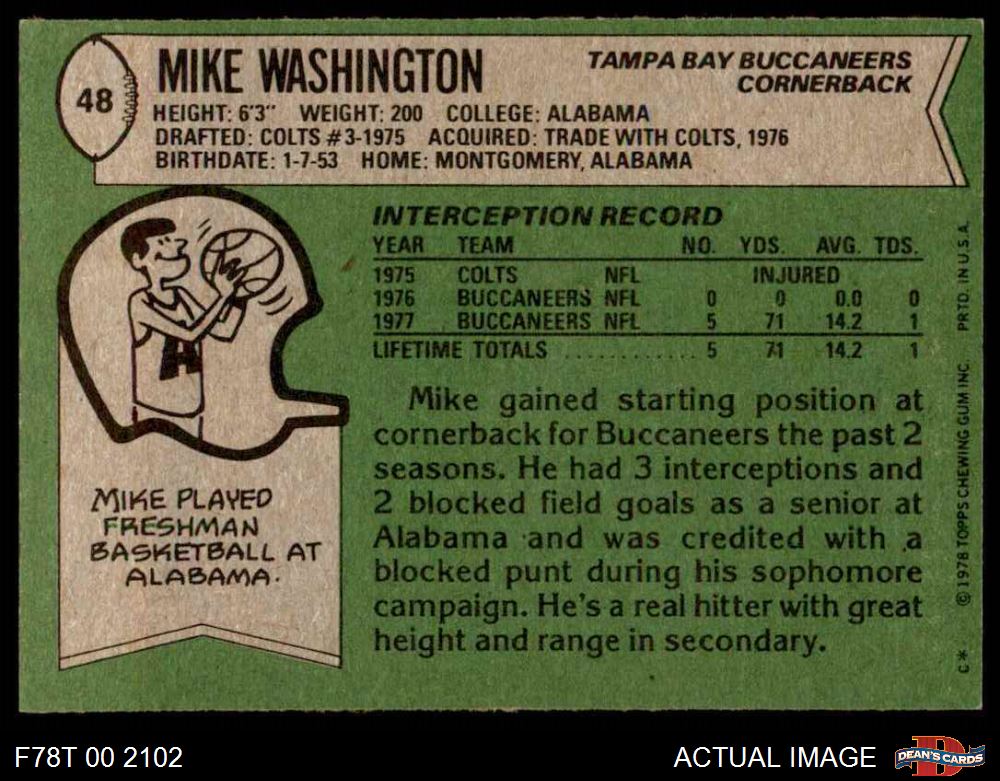 48
MIKE WASHINGTON
TAMPA BAY BUCCANEERS
CORNERBACK
HEIGHT: 6'3" WEIGHT: 200 COLLEGE: ALABAMA
DRAFTED: COLTS #3-1975 ACQUIRED: TRADE WITH COLTS, 1976
BIRTHDATE: 1-7-53 HOME: MONTGOMERY, ALABAMA
A
MIKE PLAYED
FRESHMAN
BASKETBALL AT
ALABAMA.
INTERCEPTION RECORD
YEAR TEAM NO. YDS. AVG. TDS.
1975 COLTS NFL INJURED
1976 BUCCANEERS NFL 0 0 0.0 0
1977 BUCCANEERS NFL 5 71 14.2 1
LIFETIME TOTALS ............ 5 71 14.2 1
Mike gained starting position at
cornerback for Buccaneers the past 2
seasons. He had 3 interceptions and
2 blocked field goals as a senior at
Alabama and was credited with a
blocked punt during his sophomore
campaign. He's a real hitter with great
height and range in secondary.
C* © 1978 TOPPS CHEWING GUM INC. PRTD. IN U.S.A.
F78T 00 2102
ACTUAL IMAGE
D
DEAN'S CARDS